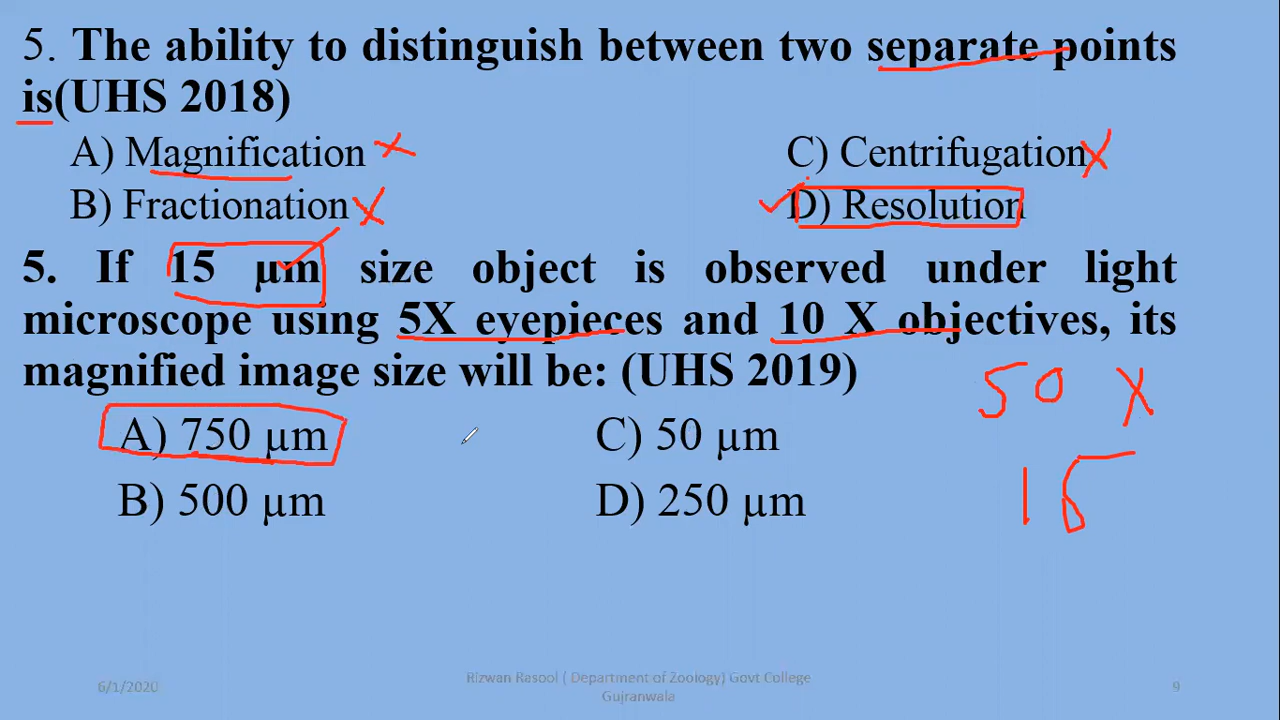 5. The ability to distinguish between two separate points
is(UHS 2018)
A) Magnification
C) Centrifugation
B) Fractionation
D) Resolution
5. If 15 µm size object is observed under light
microscope using 5X eyepieces and 10 X objectives, its
magnified image size will be: (UHS 2019)
50 X
15
A) 750 µm
C) 50 µm
B) 500 µm
D) 250 µm
6/1/2020
Rizwan Rasool ( Department of Zoology) Govt College
Gujranwala
9